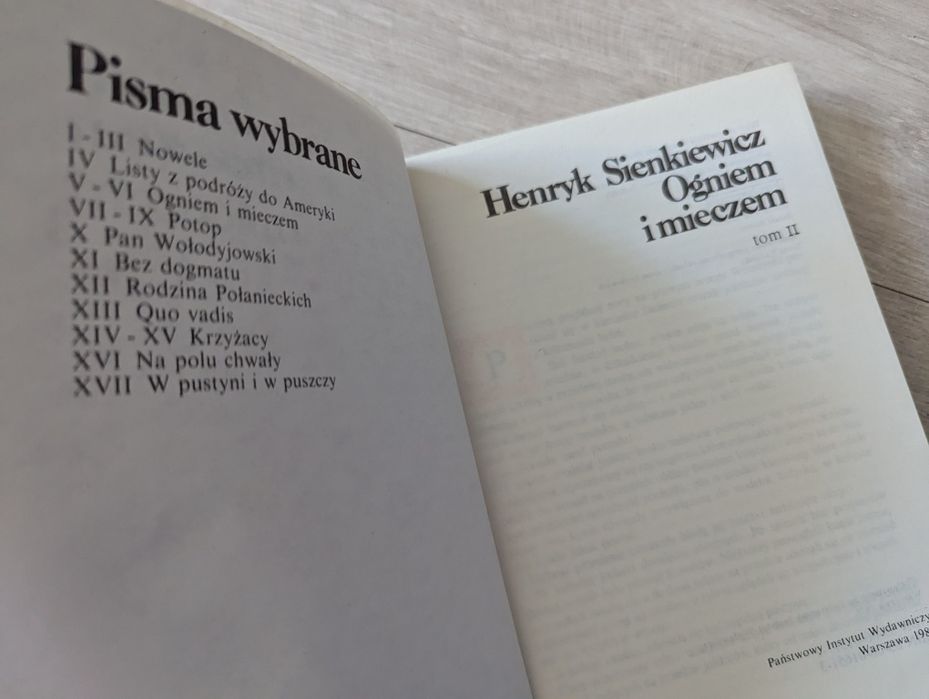 Pisma wybrane
I - III Nowele
IV Listy z podróży do Ameryki
V - VI Ogniem i mieczem
VII - IX Potop
X Pan Wołodyjowski
XI Bez dogmatu
XII Rodzina Połanieckich
XIII Quo vadis
XIV - XV Krzyżacy
XVI Na polu chwały
XVII W pustyni i w puszczy
Henryk Sienkiewicz
Ogniem
i mieczem
tom II
Państwowy Instytut Wydawniczy
Warszawa 198